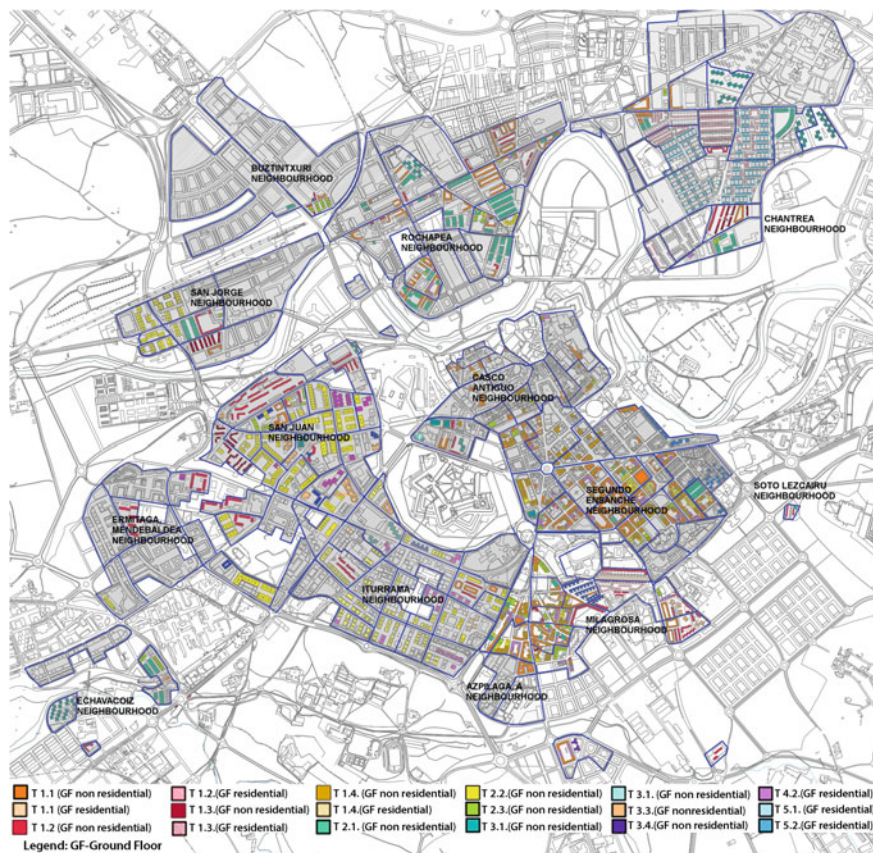 BUZTINTXURI
NEIGHBOURHOOD
ROCHAPEA
NEIGHBOURHOOD
CHANTREA
NEIGHBOURHOOD
SAN JORGE
NEIGHBOURHOOD
CASCO
ANTIGUO
NEIGHBOURHOOD
SAN JUAN
NEIGHBOURHOOD
SEGUNDO
ENSANCHE
NEIGHBOURHOOD
SOTO LEZCAIRU
NEIGHBOURHOOD
ERMITAGA,
MENDEBALDEA
NEIGHBOURHOOD
ITURRAMA
NEIGHBOURHOOD
MILAGROSA
NEIGHBOURHOOD
AZPILAGA_A
NEIGHBOURHOOD
ECHAVACOIZ
NEIGHBOURHOOD
T 1.1 (GF non residential)
T 1.1 (GF residential)
T 1.2 (GF non residential)
T 1.2.(GF residential)
T 1.3.(GF non residential)
T 1.3.(GF residential)
T 1.4. (GF non residential)
T 1.4.(GF residential)
T 2.1. (GF non residential)
T 2.2.(GF non residential)
T 2.3.(GF non residential)
T 3.1.(GF non residential)
T 3.1. (GF non residential)
T 3.3. (GF nonresidential)
T 3.4. (GF non residential)
T 4.2.(GF residential)
T 5.1. (GF residential)
T 5.2.(GF residential)
Legend: GF-Ground Floor